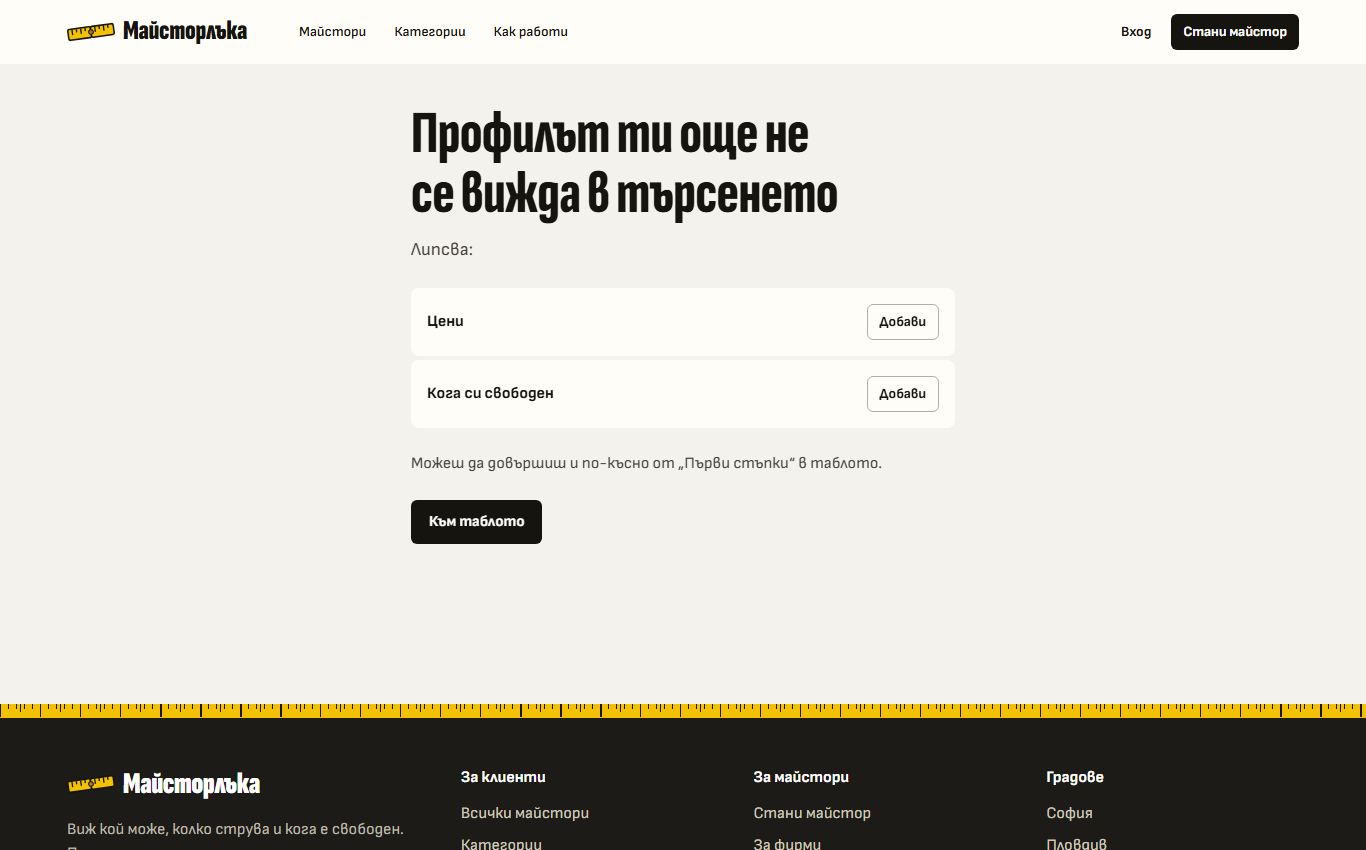 Майсторлъка
Майстори
Категории
Как работи
Вход
Стани майстор
Профилът ти още не
се вижда в търсенето
Липсва:
Цени
Добави
Кога си свободен
Добави
Можеш да довършиш и по-късно от „Първи стъпки“ в таблото.
Към таблото
Майсторлъка
Виж кой може, колко струва и кога е свободен.
За клиенти
Всички майстори
Категории
За майстори
Стани майстор
За фирми
Градове
София
Пловдив